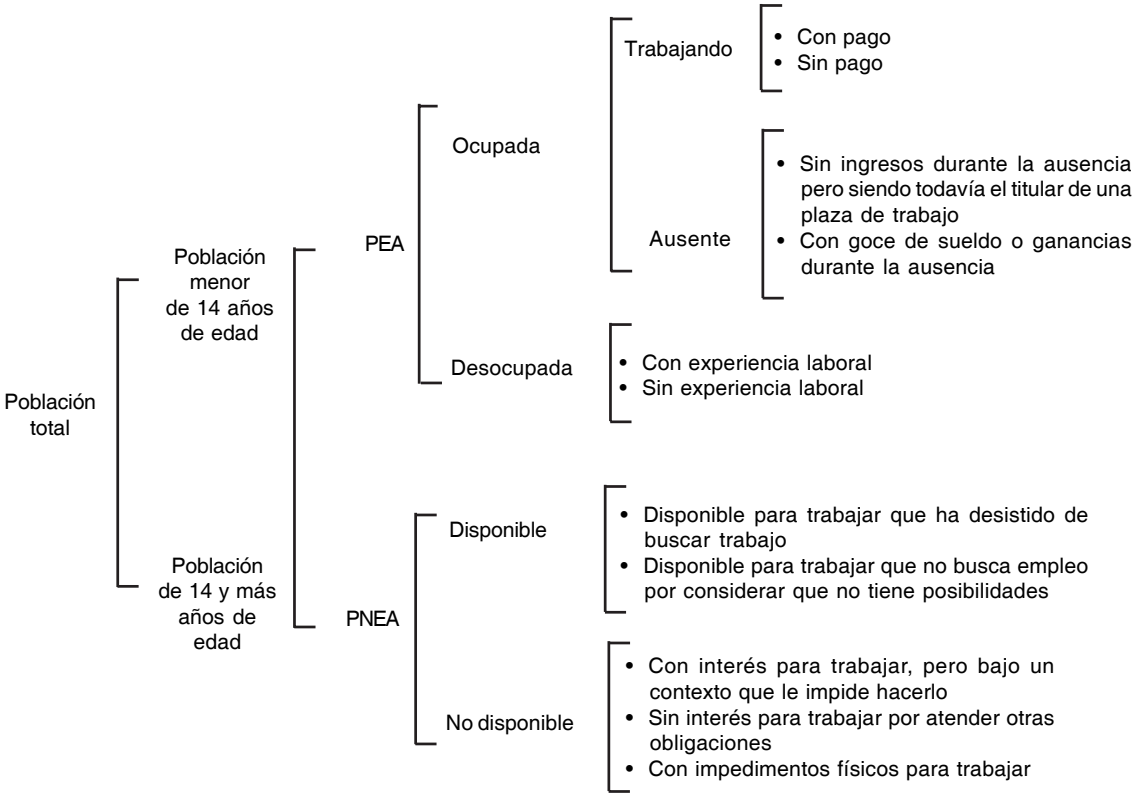 Población
total
Población
menor
de 14 años
de edad
Población
de 14 y más
años de
edad
PEA
Ocupada
Trabajando
• Con pago
• Sin pago
Ausente
• Sin ingresos durante la ausencia
pero siendo todavía el titular de una
plaza de trabajo
• Con goce de sueldo o ganancias
durante la ausencia
Desocupada
• Con experiencia laboral
• Sin experiencia laboral
PNEA
Disponible
• Disponible para trabajar que ha desistido de
buscar trabajo
• Disponible para trabajar que no busca empleo
por considerar que no tiene posibilidades
No disponible
• Con interés para trabajar, pero bajo un
contexto que le impide hacerlo
• Sin interés para trabajar por atender otras
obligaciones
• Con impedimentos físicos para trabajar